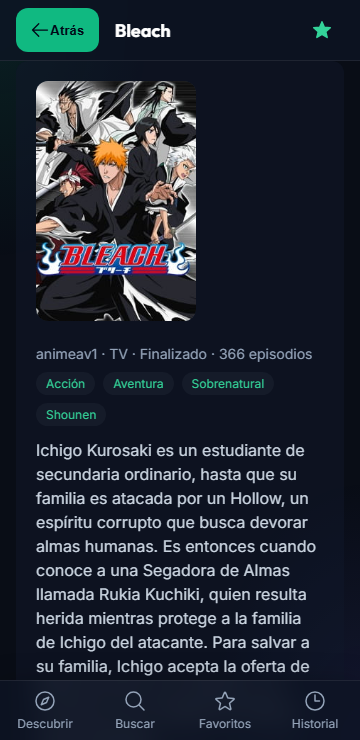 Atrás
Bleach
BLEACH
ブリーチ
animeav1 · TV · Finalizado · 366 episodios
Acción
Aventura
Sobrenatural
Shounen
Ichigo Kurosaki es un estudiante de
secundaria ordinario, hasta que su
familia es atacada por un Hollow, un
espíritu corrupto que busca devorar
almas humanas. Es entonces cuando
conoce a una Segadora de Almas
llamada Rukia Kuchiki, quien resulta
herida mientras protege a la familia
de Ichigo del atacante. Para salvar a
su familia, Ichigo acepta la oferta de
Descubrir
Buscar
Favoritos
Historial